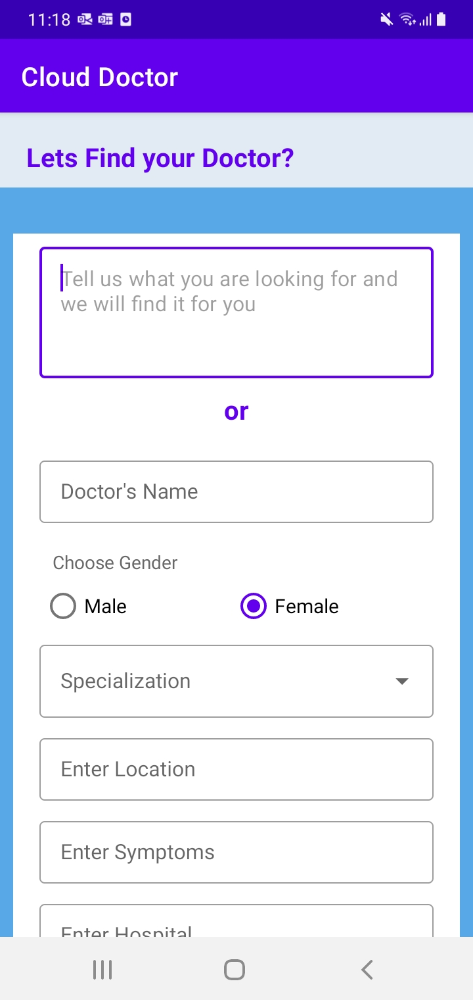 11:18
Cloud Doctor
Lets Find your Doctor?
Tell us what you are looking for and
we will find it for you
or
Doctor's Name
Choose Gender
Male
Female
Specialization
Enter Location
Enter Symptoms
Enter Hospital